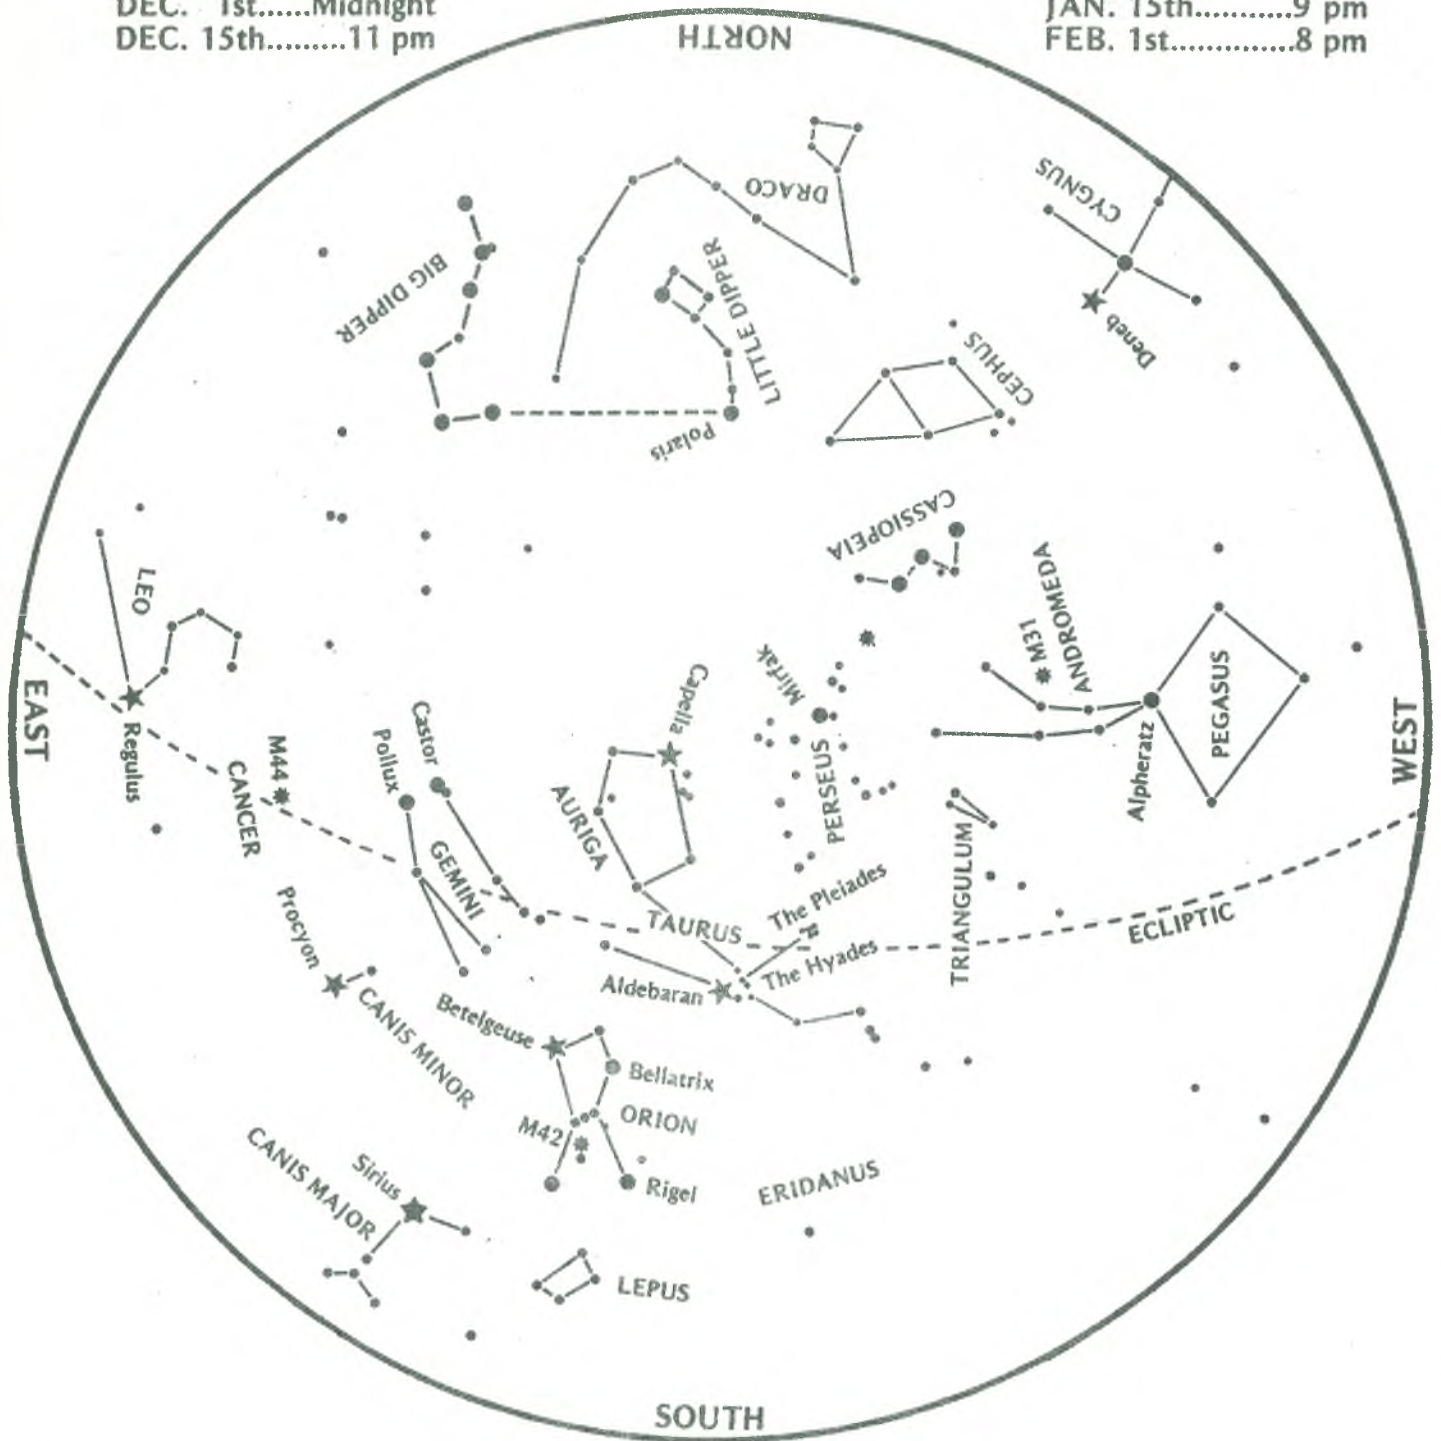 DEC. 1st......Midnight
DEC. 15th.........11 pm
JAN. 15th...........9 pm
FEB. 1st..............8 pm
NORTH
DRACO
CYGNUS
Deneb
BIG DIPPER
LITTLE DIPPER
Polaris
CEPHUS
CASSIOPEIA
LEO
Regulus
EAST
M44
CANCER
Castor
Pollux
GEMINI
Capella
AURIGA
Mirfak
PERSEUS
M31
ANDROMEDA
Alpheratz
PEGASUS
WEST
TRIANGULUM
ECLIPTIC
The Pleiades
TAURUS
The Hyades
Aldebaran
Procyon
CANIS MINOR
Betelgeuse
Bellatrix
ORION
M42
Rigel
ERIDANUS
Sirius
CANIS MAJOR
LEPUS
SOUTH